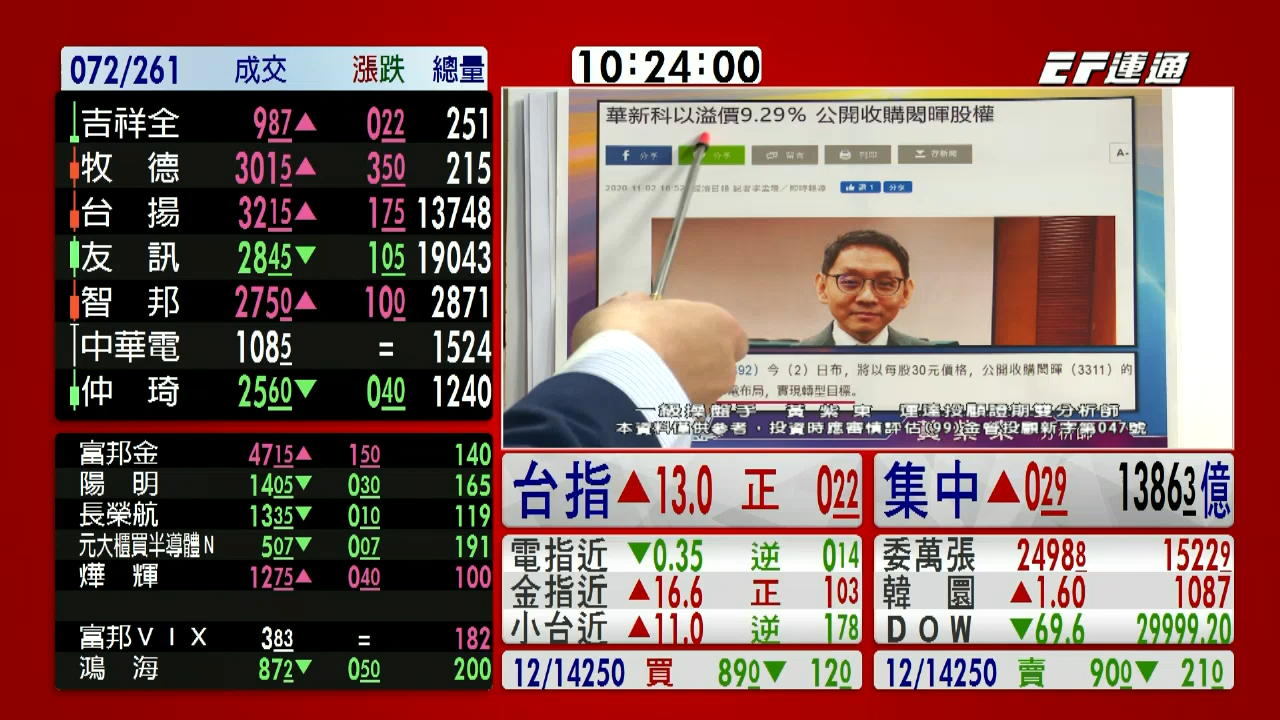 072/261 成交 漲跌 總量
吉祥全 987▲ 022 251
牧德 3015▲ 350 215
台揚 3215▲ 175 13748
友訊 2845▼ 105 19043
智邦 2750▲ 100 2871
中華電 1085 = 1524
仲琦 2560▼ 040 1240
富邦金 4715▲ 150 140
陽明 1405▼ 030 165
長榮航 1335▼ 010 119
元大櫃買半導體N 507▼ 007 191
燁輝 1275▲ 040 100
富邦VIX 383 = 182
鴻海 872▼ 050 200
10:24:00
EF運通
華新科以溢價9.29% 公開收購閎暉股權
f 分享
分享
留言
列印
存新聞
A-
讚 1 分享
92）今（2）日布，將以每股30元價格，公開收購閎暉（3311）的
電布局，實現轉型目標。
一級操盤手 黃紫東 運達投顧證期雙分析師
本資料僅供參考，投資時應審慎評估(99)金管投顧新字第047號
台指▲13.0 正 022
集中▲029 13863億
電指近 ▼0.35 逆 014
金指近 ▲16.6 正 103
小台近 ▲11.0 逆 178
委萬張 24988 15229
韓圜 ▲1.60 1087
DOW ▼69.6 29999.20
12/14250 買 890▼ 120
12/14250 賣 900▼ 210